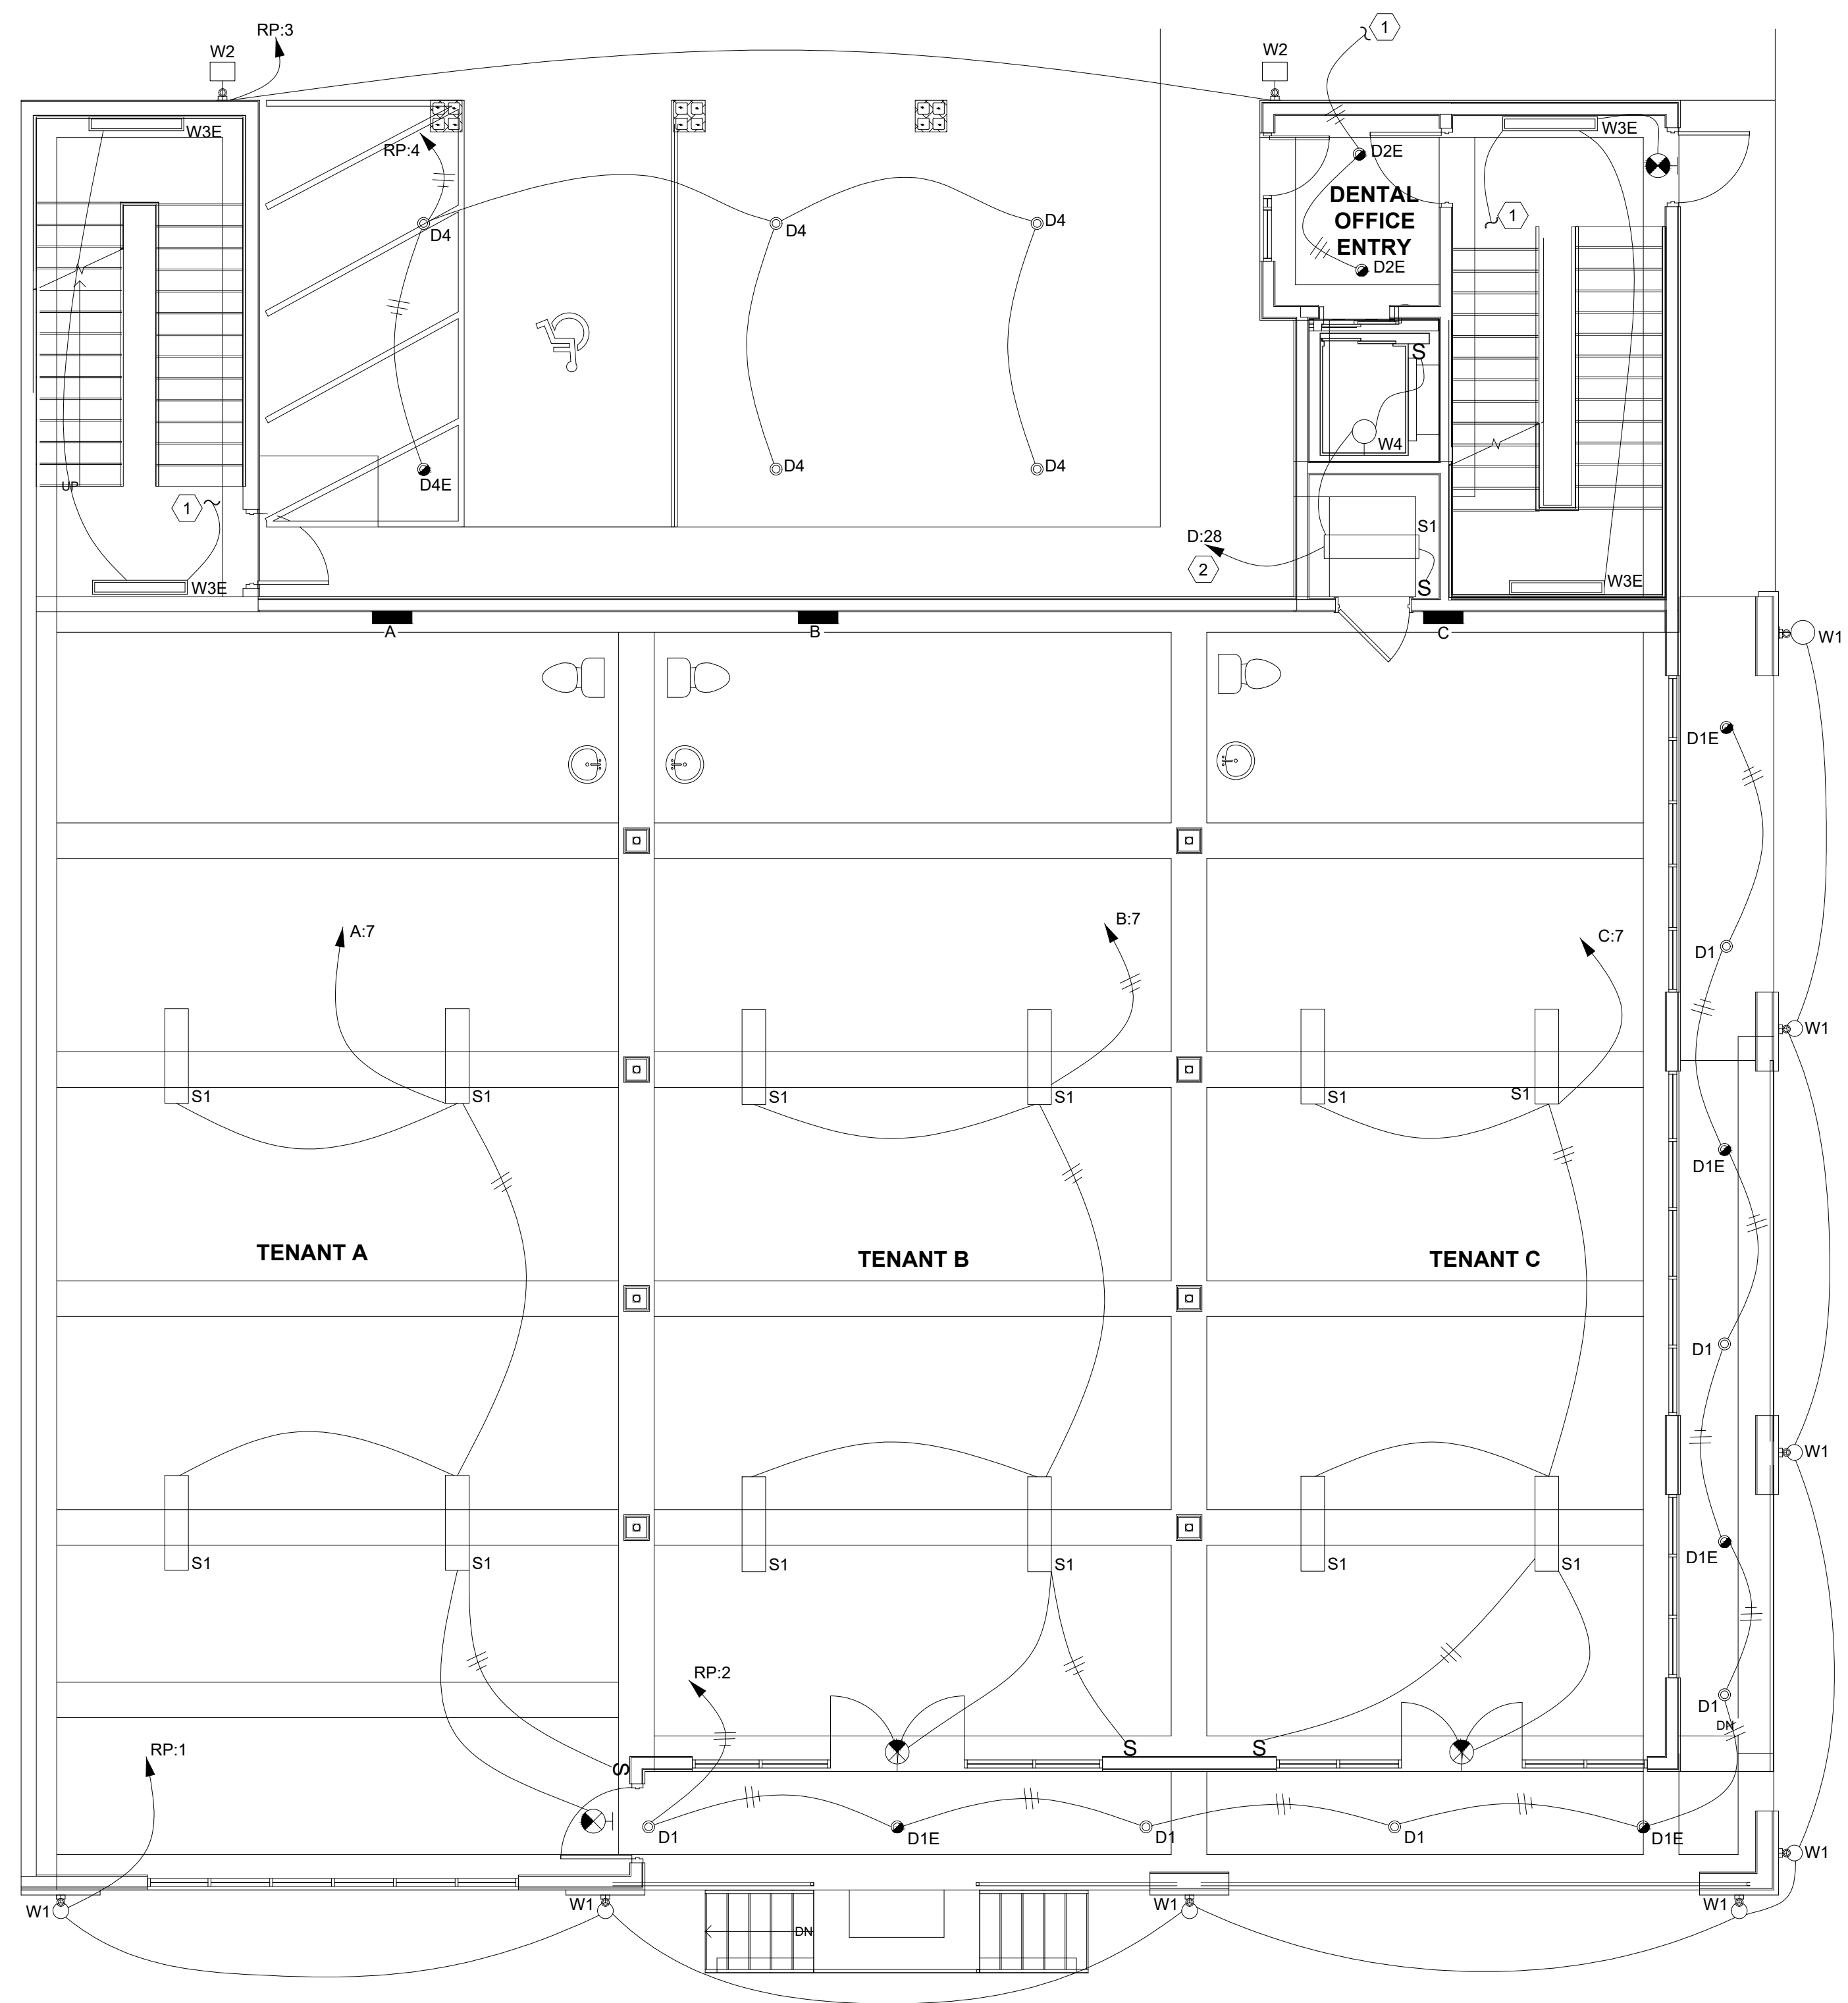 RP:3
1
W2
W2
W3E
RP:4
W3E
D2E
DENTAL
OFFICE
ENTRY
1
D4
D4
D4
D2E
S
W4
D4E
D4
D4
UP
1
S1
D:28
2
W3E
S
W3E
A
B
C
W1
D1E
A:7
B:7
C:7
D1
W1
S1
S1
S1
S1
S1
S1
D1E
TENANT A
TENANT B
TENANT C
D1
W1
S1
S1
S1
S1
S1
S1
D1E
RP:2
D1
DN
RP:1
S
S
S
D1
D1E
D1
D1
D1E
W1
W1
W1
W1
W1
DN